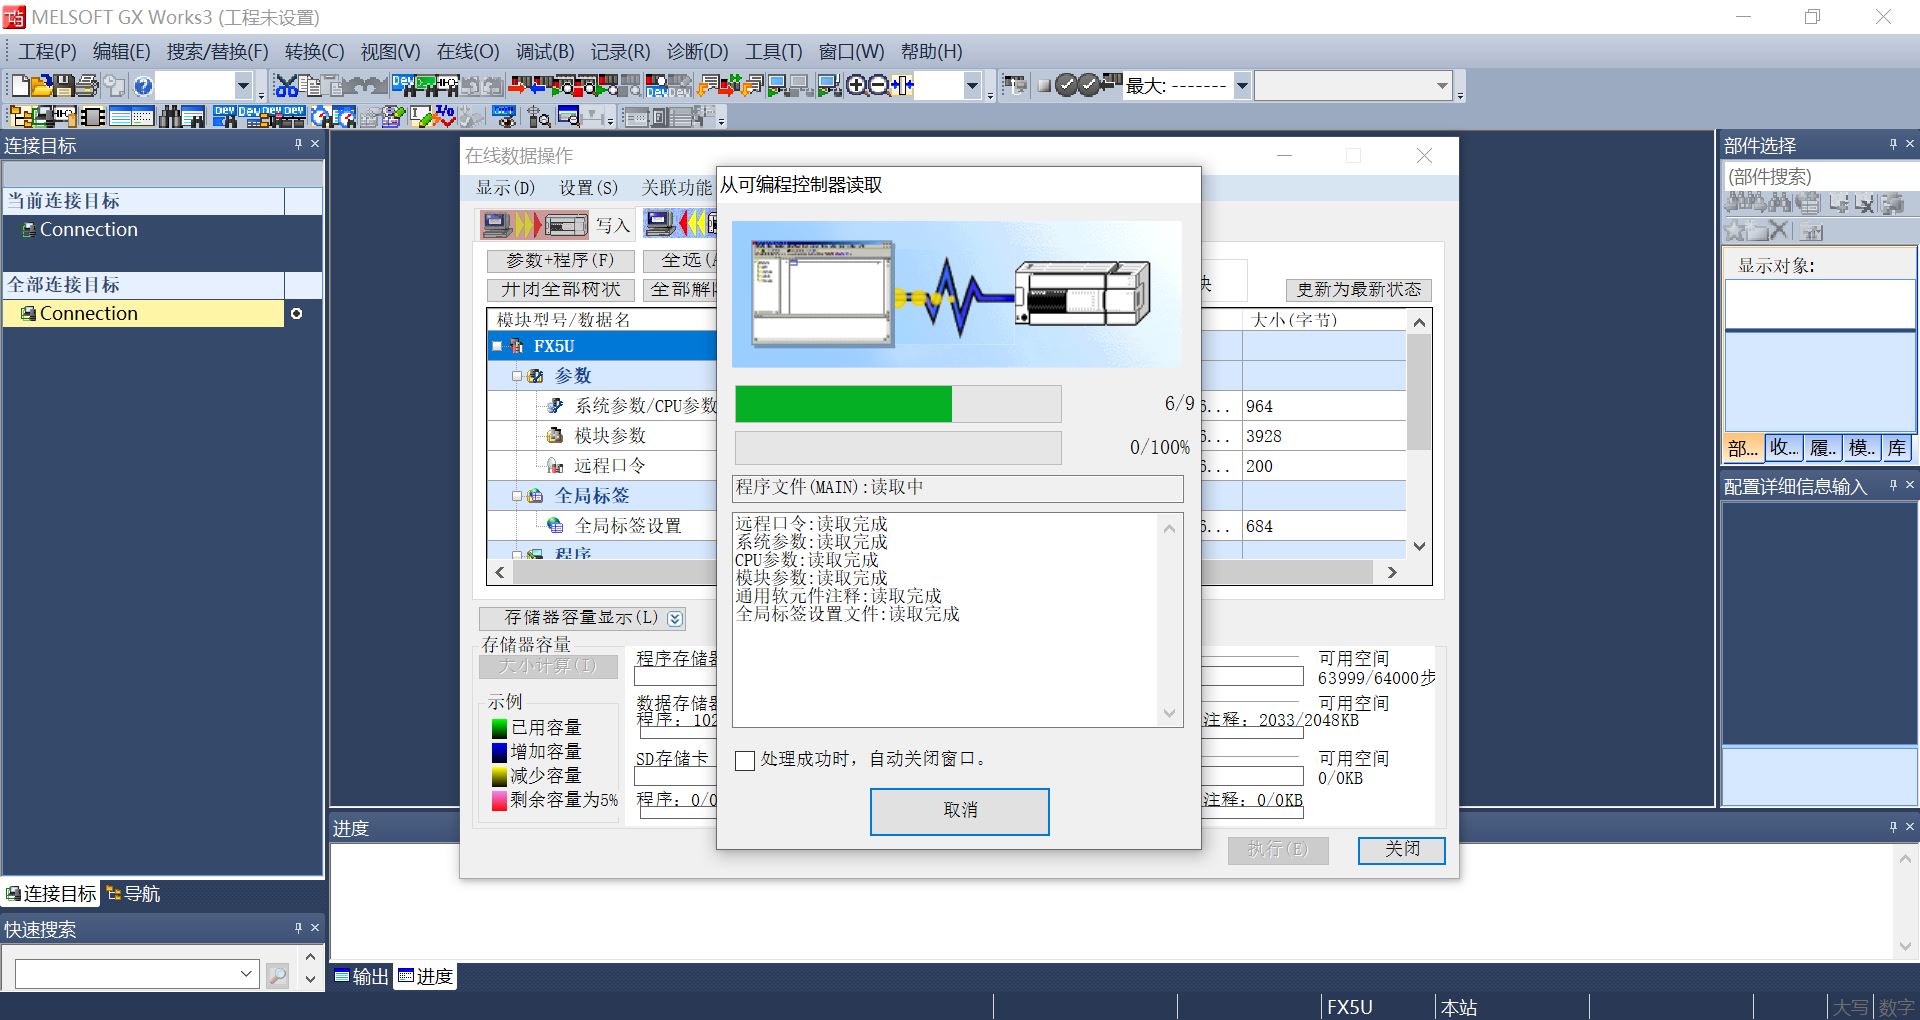 MELSOFT GX Works3 (工程未设置)
工程(P) 编辑(E) 搜索/替换(F) 转换(C) 视图(V) 在线(O) 调试(B) 记录(R) 诊断(D) 工具(T) 窗口(W) 帮助(H)
最大: -------
连接目标
当前连接目标
Connection
全部连接目标
Connection
连接目标 导航
快速搜索
在线数据操作
显示(D) 设置(S) 关联功能
写入
参数+程序(F) 全选(A
开闭全部树状 全部解除
块
更新为最新状态
模块型号/数据名 大小(字节)
FX5U
参数
系统参数/CPU参数 6... 964
模块参数 6... 3928
远程口令 6... 200
全局标签
全局标签设置 6... 684
程序
存储器容量显示(L)
存储器容量
大小计算(I)
示例
已用容量
增加容量
减少容量
剩余容量为5%
程序存储器
可用空间
63999/64000步
数据存储器
可用空间
程序: 102 注释: 2033/2048KB
SD存储卡
可用空间
0/0KB
程序: 0/0 注释: 0/0KB
执行(E) 关闭
从可编程控制器读取
6/9
0/100%
程序文件(MAIN):读取中
远程口令:读取完成
系统参数:读取完成
CPU参数:读取完成
模块参数:读取完成
通用软元件注释:读取完成
全局标签设置文件:读取完成
处理成功时，自动关闭窗口。
取消
部件选择
(部件搜索)
显示对象:
部... 收... 履.. 模.. 库
配置详细信息输入
进度
输出 进度
FX5U 本站 大写 数字